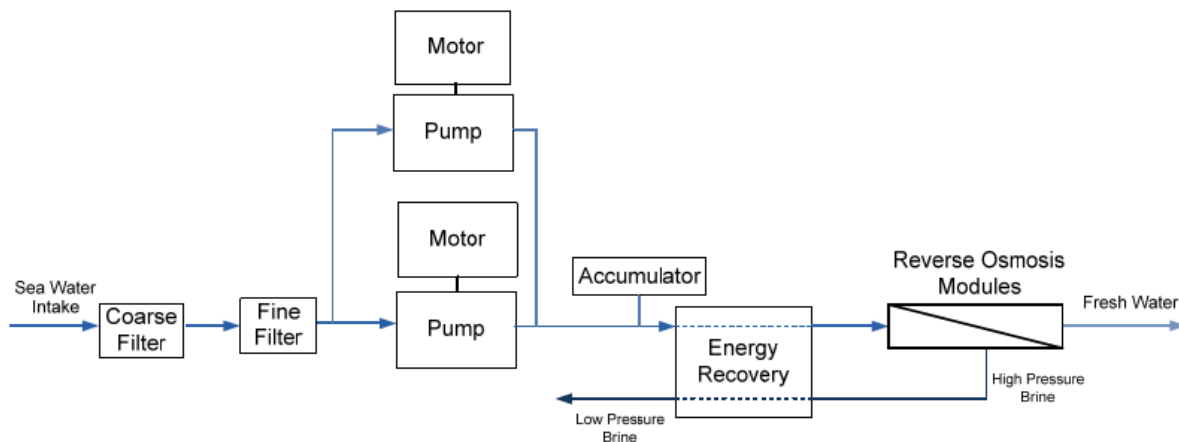 Motor
Pump
Motor
Pump
Sea Water
Intake
Coarse
Filter
Fine
Filter
Accumulator
Energy
Recovery
Reverse Osmosis
Modules
Fresh Water
High Pressure
Brine
Low Pressure
Brine